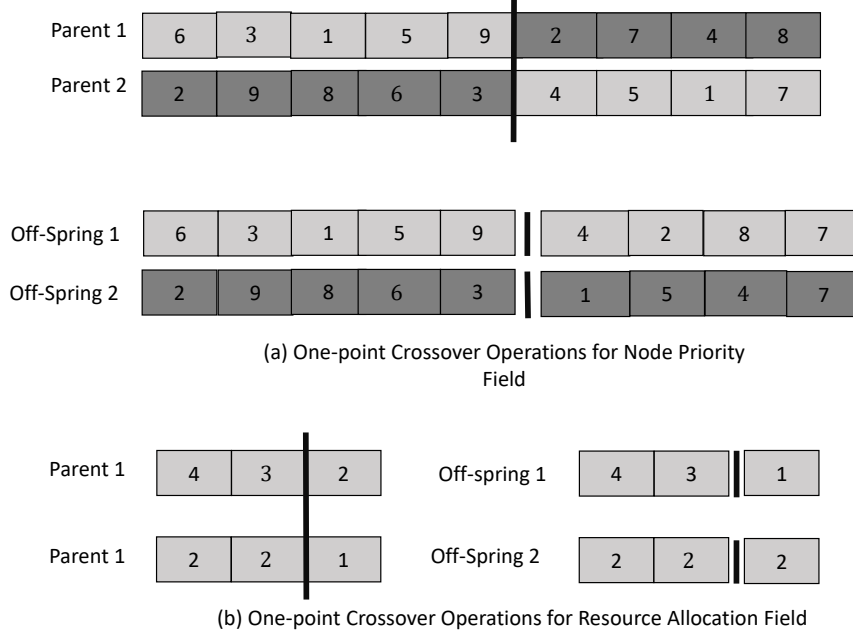 Parent 1 6 3 1 5 9 2 7 4 8
Parent 2 2 9 8 6 3 4 5 1 7
Off-Spring 1 6 3 1 5 9 4 2 8 7
Off-Spring 2 2 9 8 6 3 1 5 4 7
(a) One-point Crossover Operations for Node Priority
Field
Parent 1 4 3 2 Off-spring 1 4 3 1
Parent 1 2 2 1 Off-Spring 2 2 2 2
(b) One-point Crossover Operations for Resource Allocation Field